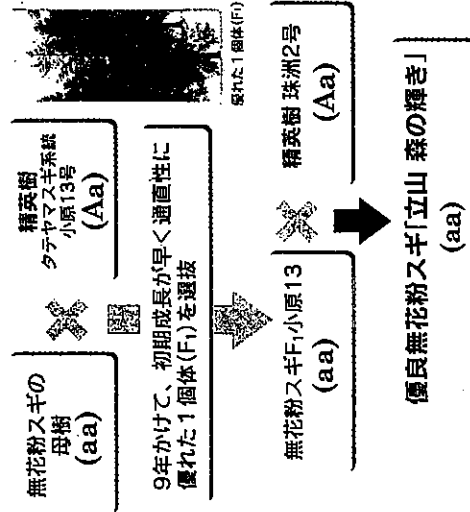 無花粉スギの
母樹
(aa)
精英樹
タテヤマスギ系統
小原13号
(Aa)
9年かけて、初期成長が早く通直性に
優れた1個体(F₁)を選抜
優れた1個体(F₁)
無花粉スギF₁小原13
(aa)
精英樹 珠洲2号
(Aa)
優良無花粉スギ「立山 森の輝き」
(aa)